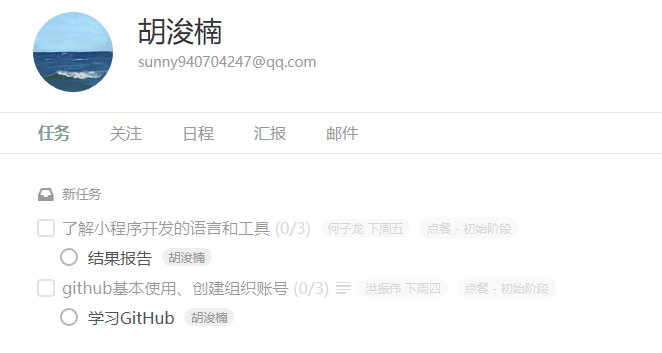 胡浚楠
sunny940704247@qq.com
任务 关注 日程 汇报 邮件
新任务
了解小程序开发的语言和工具 (0/3) 何子龙 下周五 点餐 - 初始阶段
结果报告 胡浚楠
github基本使用、创建组织账号 (0/3) 洪振伟 下周四 点餐 - 初始阶段
学习GitHub 胡浚楠